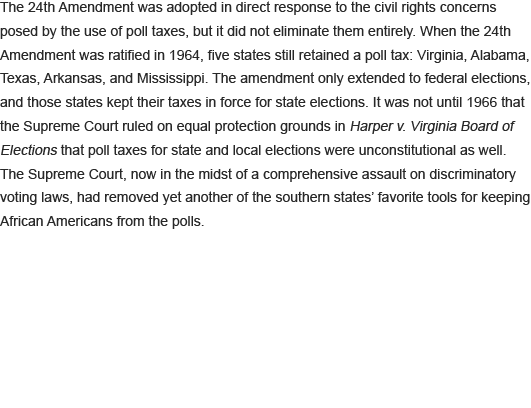 The 24th Amendment was adopted in direct response to the civil rights concerns
posed by the use of poll taxes, but it did not eliminate them entirely. When the 24th
Amendment was ratified in 1964, five states still retained a poll tax: Virginia, Alabama,
Texas, Arkansas, and Mississippi. The amendment only extended to federal elections,
and those states kept their taxes in force for state elections. It was not until 1966 that
the Supreme Court ruled on equal protection grounds in Harper v. Virginia Board of
Elections that poll taxes for state and local elections were unconstitutional as well.
The Supreme Court, now in the midst of a comprehensive assault on discriminatory
voting laws, had removed yet another of the southern states’ favorite tools for keeping
African Americans from the polls.